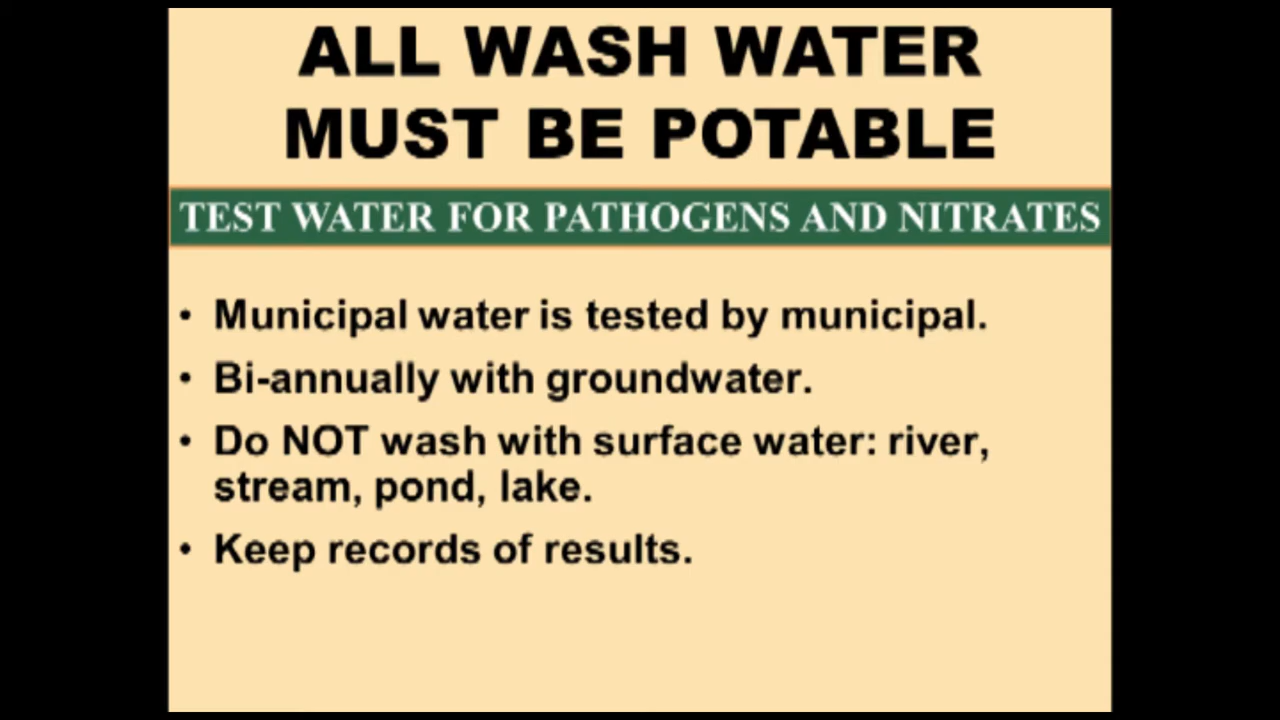 ALL WASH WATER
MUST BE POTABLE
TEST WATER FOR PATHOGENS AND NITRATES
• Municipal water is tested by municipal.
• Bi-annually with groundwater.
• Do NOT wash with surface water: river,
stream, pond, lake.
• Keep records of results.